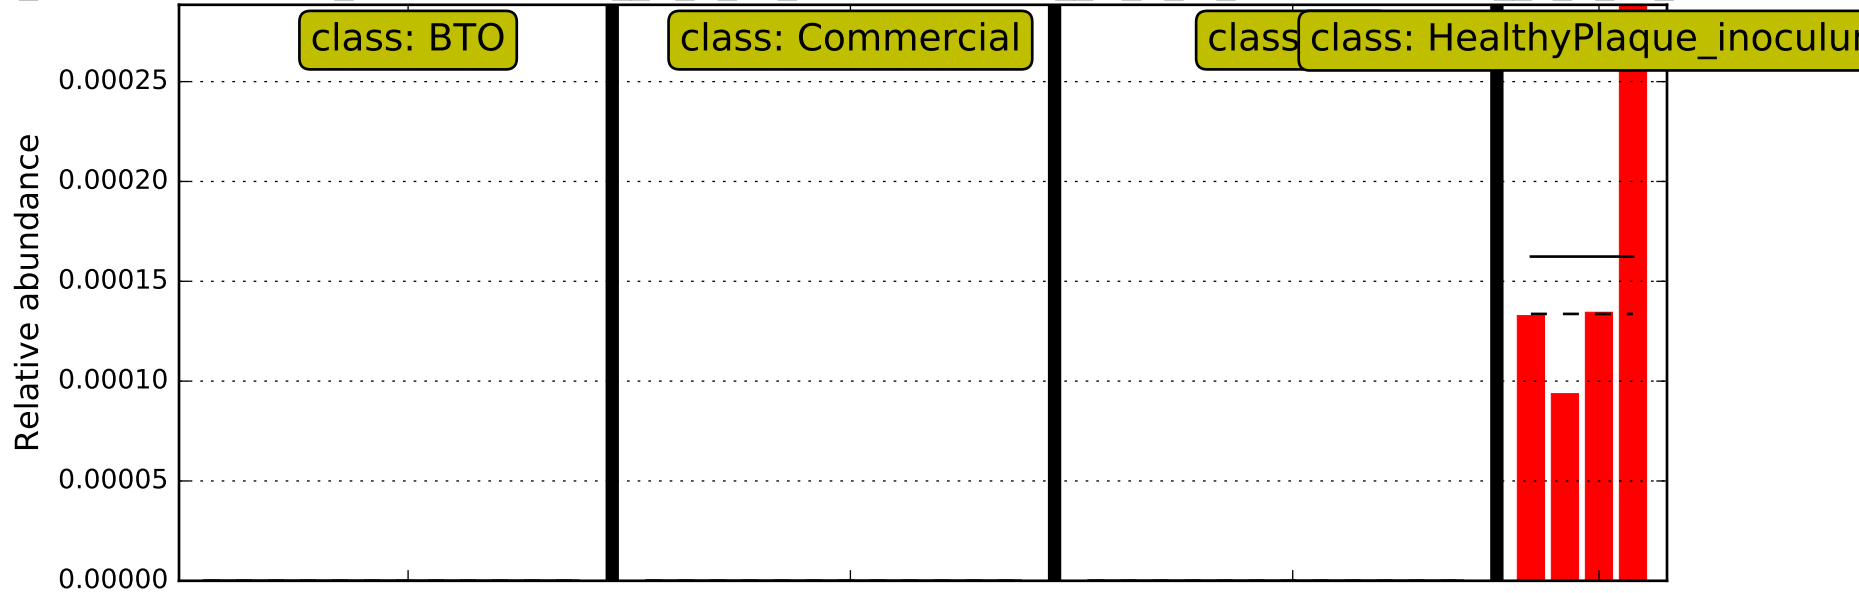 class: BTO
class: Commercial
class
class: HealthyPlaque_inoculu
0.00025
0.00020
0.00015
0.00010
0.00005
0.00000
Relative abundance